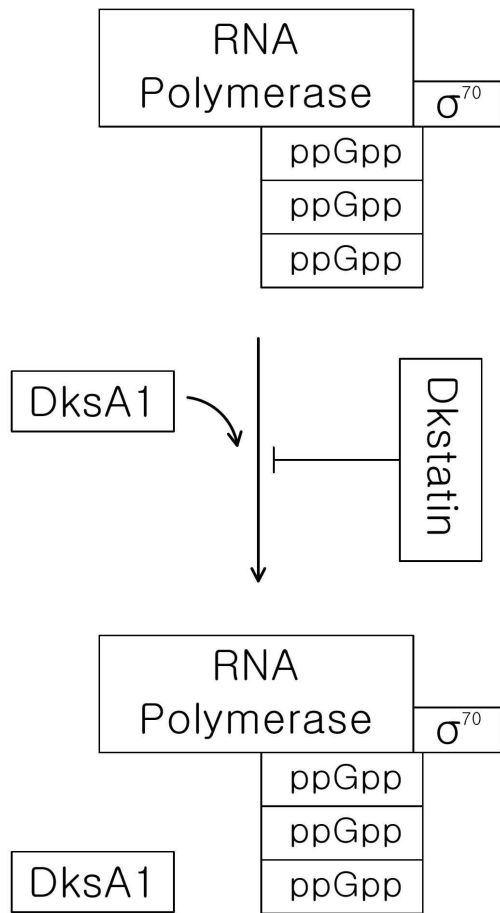 RNA
Polymerase
σ⁷⁰
ppGpp
ppGpp
ppGpp
DksA1
Dkstatin
RNA
Polymerase
σ⁷⁰
ppGpp
ppGpp
ppGpp
DksA1